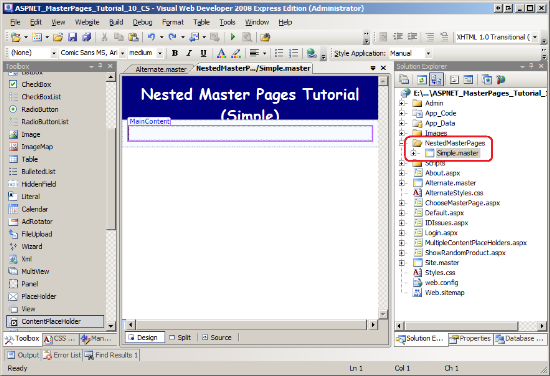 ASPNET_MasterPages_Tutorial_10_CS - Visual Web Developer 2008 Express Edition (Administrator)
File Edit View Website Build Debug Tools Window Help
XHTML 1.0 Transitional (
(None) Comic Sans MS, Ari medium B I U A Style Application: Manual
Toolbox
CheckBox
CheckBoxList
RadioButton
RadioButtonList
Image
ImageMap
Table
BulletedList
HiddenField
Literal
Calendar
AdRotator
FileUpload
Wizard
Xml
MultiView
Panel
PlaceHolder
View
ContentPlaceHolder
Toolbox CSS ... Man...
Alternate.master NestedMasterP.../Simple.master
Nested Master Pages Tutorial
(Simple)
MainContent
Design Split Source
Solution Explorer
E:\...\ASPNET_MasterPages_Tutorial_1
Admin
App_Code
App_Data
Images
NestedMasterPages
Simple.master
Scripts
About.aspx
Alternate.master
AlternateStyles.css
ChooseMasterPage.aspx
Default.aspx
IDIssues.aspx
Login.aspx
MultipleContentPlaceHolders.aspx
ShowRandomProduct.aspx
Site.master
Styles.css
web.config
Web.sitemap
Solution E... Properties Database ...
Output Error List Find Results 1
Ready Ln 1 Col 1 Ch 1